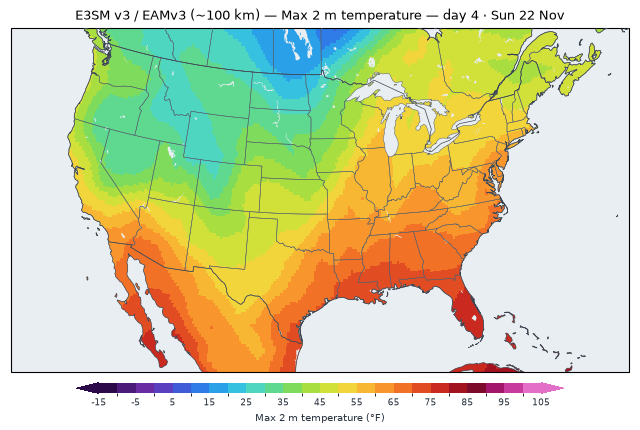 E3SM v3 / EAMv3 (~100 km) — Max 2 m temperature — day 4 · Sun 22 Nov
-15 -5 5 15 25 35 45 55 65 75 85 95 105
Max 2 m temperature (°F)